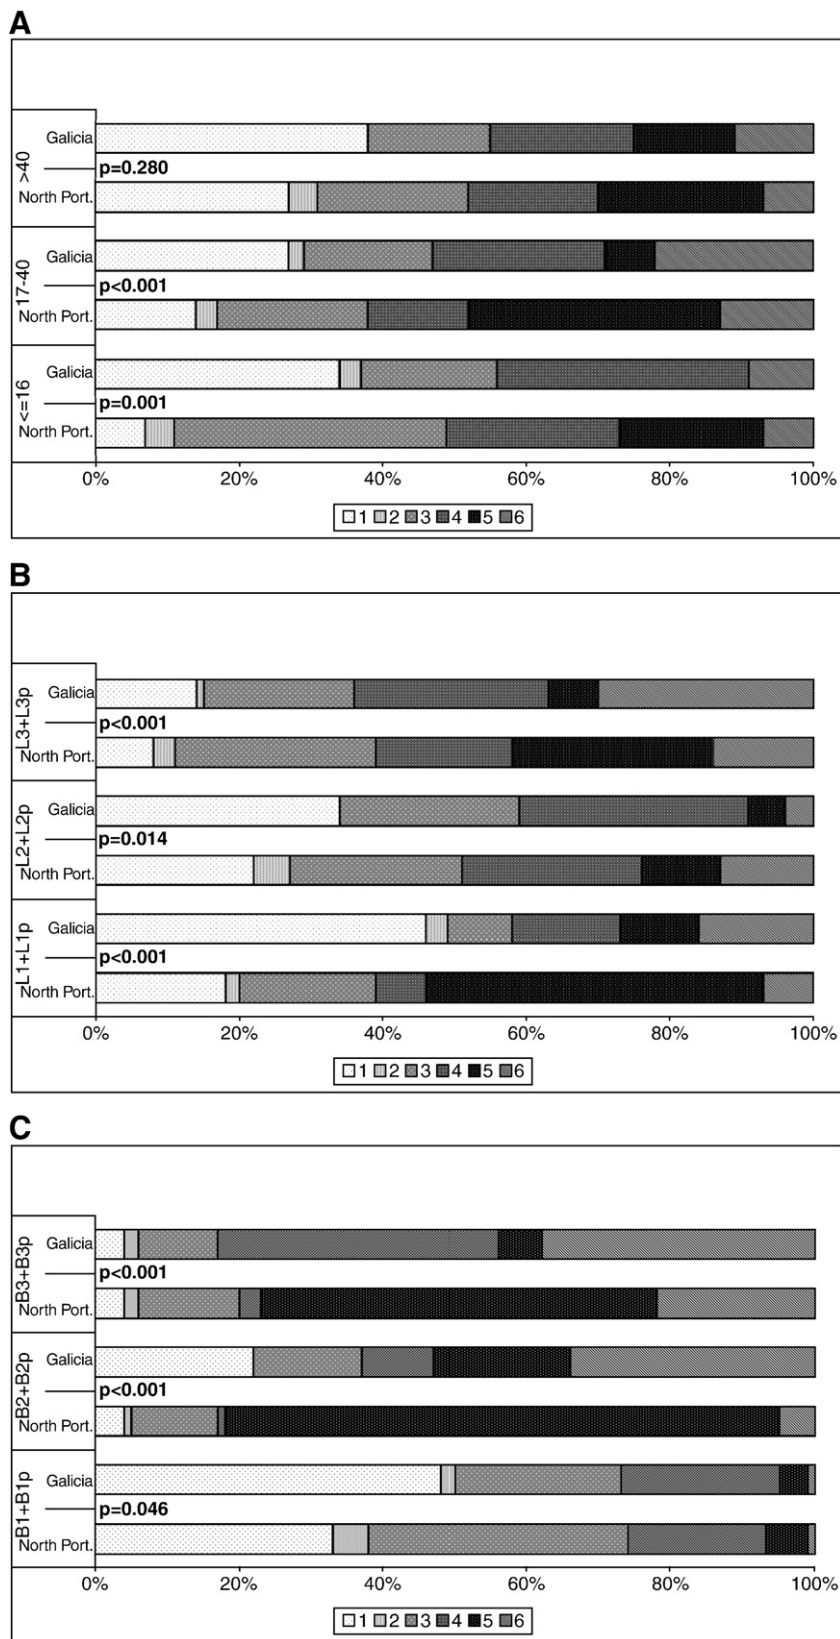 A
>40
Galicia
p=0.280
North Port.
17-40
Galicia
p<0.001
North Port.
<=16
Galicia
p=0.001
North Port.
0% 20% 40% 60% 80% 100%
1 2 3 4 5 6
B
L3+L3p
Galicia
p<0.001
North Port.
L2+L2p
Galicia
p=0.014
North Port.
L1+L1p
Galicia
p<0.001
North Port.
0% 20% 40% 60% 80% 100%
1 2 3 4 5 6
C
B3+B3p
Galicia
p<0.001
North Port.
B2+B2p
Galicia
p<0.001
North Port.
B1+B1p
Galicia
p=0.046
North Port.
0% 20% 40% 60% 80% 100%
1 2 3 4 5 6